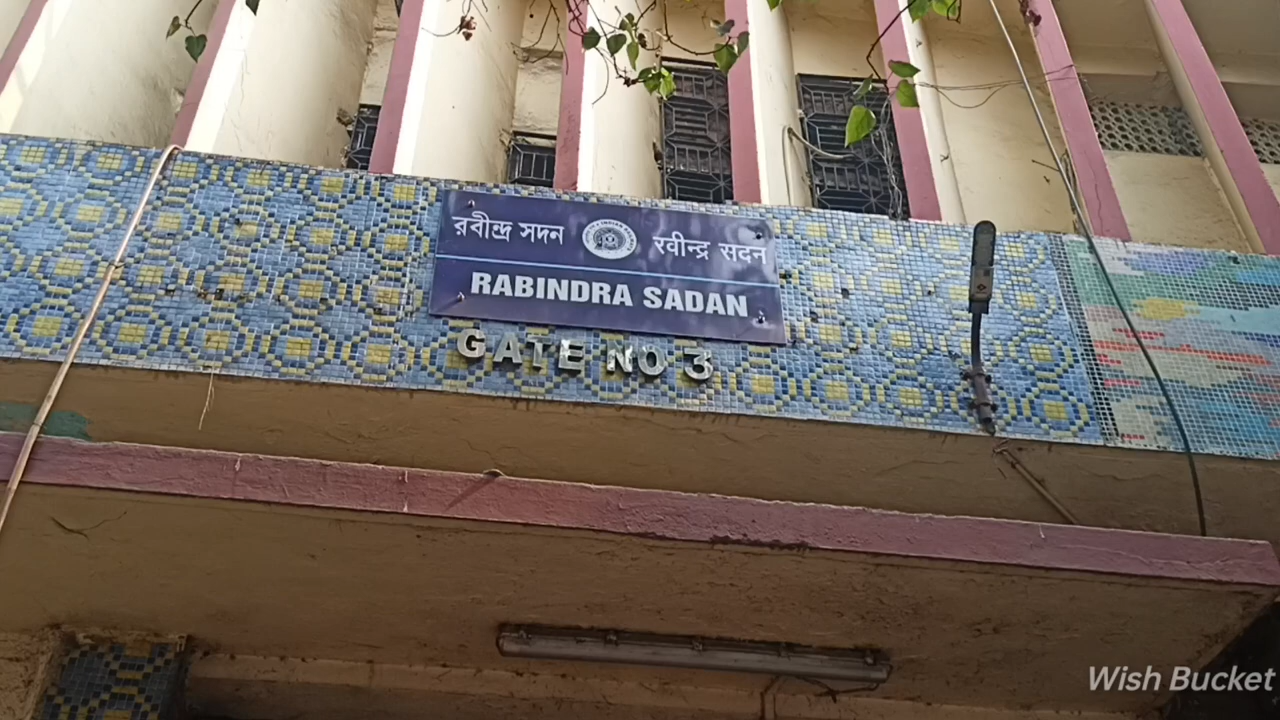 রবীন্দ্র সদন रवीन्द्र सदन
RABINDRA SADAN
GATE NO 3
Wish Bucket